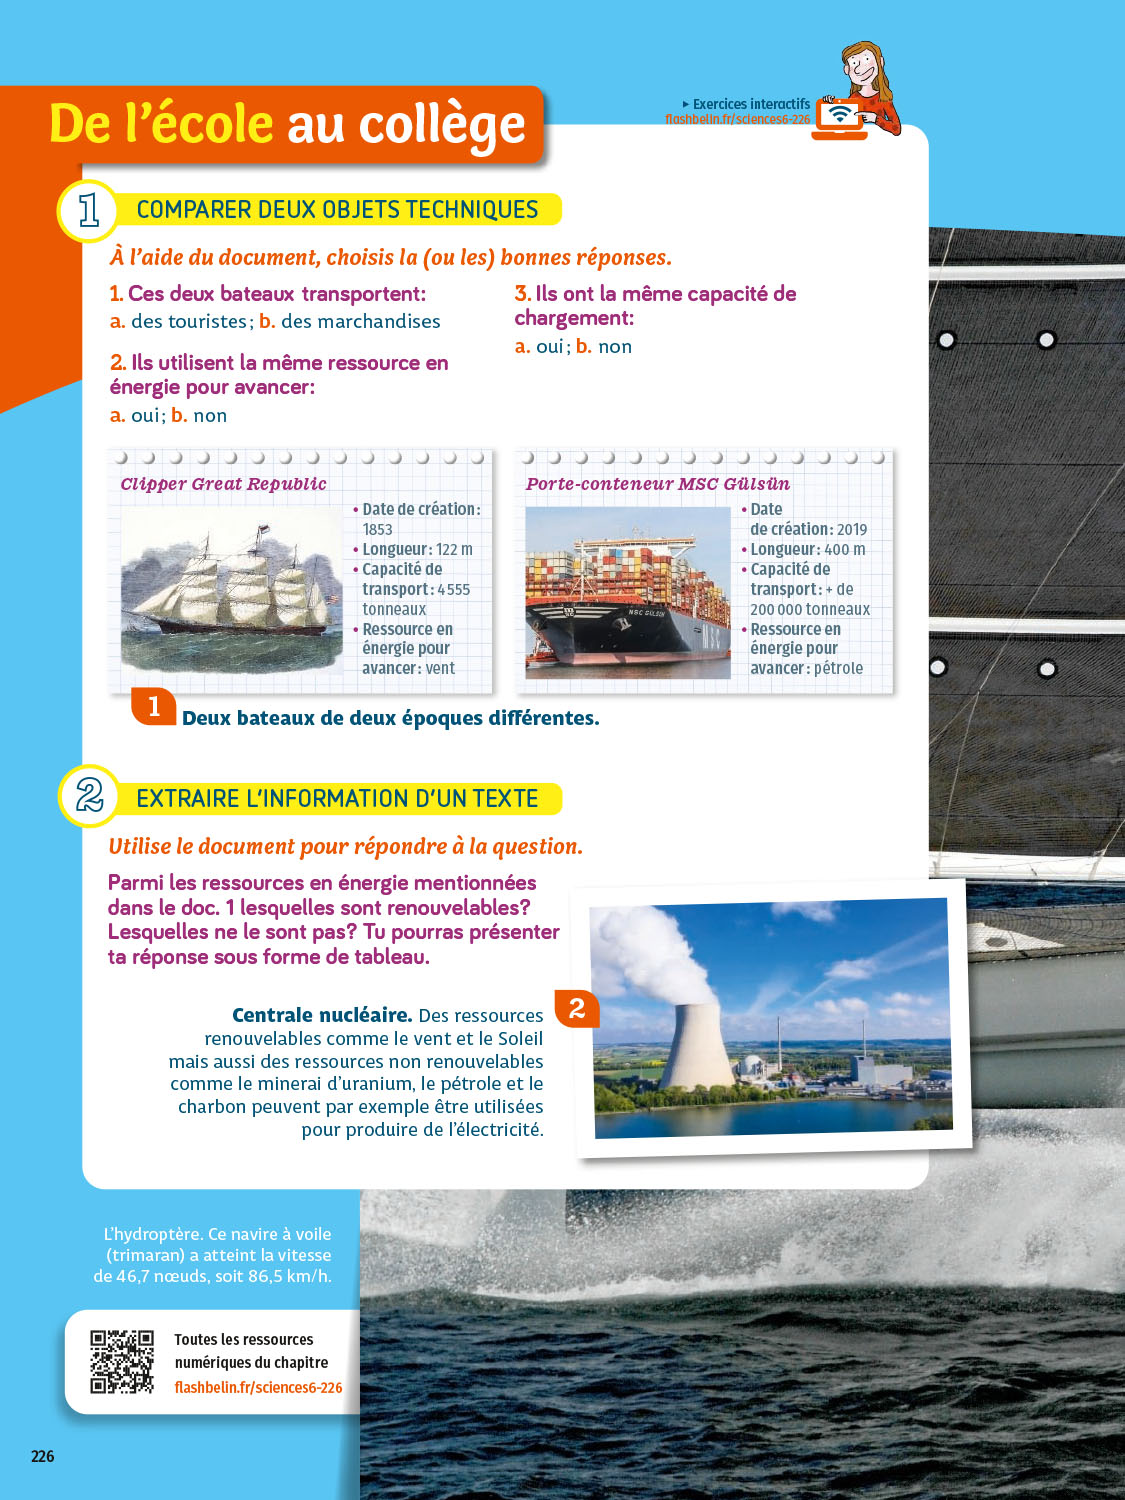 ▸ Exercices interactifs
flashbelin.fr/sciences6-226
De l'école au collège
1
COMPARER DEUX OBJETS TECHNIQUES
À l'aide du document, choisis la (ou les) bonnes réponses.
1. Ces deux bateaux transportent:
a. des touristes; b. des marchandises
2. Ils utilisent la même ressource en
énergie pour avancer:
a. oui; b. non
3. Ils ont la même capacité de
chargement:
a. oui; b. non
Clipper Great Republic
• Date de création:
1853
• Longueur: 122 m
• Capacité de
transport: 4 555
tonneaux
• Ressource en
énergie pour
avancer: vent
Porte-conteneur MSC Gülsün
MSC GÜLSÜN
MSC
• Date
de création: 2019
• Longueur: 400 m
• Capacité de
transport: + de
200 000 tonneaux
• Ressource en
énergie pour
avancer: pétrole
1
Deux bateaux de deux époques différentes.
2
EXTRAIRE L'INFORMATION D'UN TEXTE
Utilise le document pour répondre à la question.
Parmi les ressources en énergie mentionnées
dans le doc. 1 lesquelles sont renouvelables?
Lesquelles ne le sont pas? Tu pourras présenter
ta réponse sous forme de tableau.
2
Centrale nucléaire. Des ressources
renouvelables comme le vent et le Soleil
mais aussi des ressources non renouvelables
comme le minerai d'uranium, le pétrole et le
charbon peuvent par exemple être utilisées
pour produire de l'électricité.
L'hydroptère. Ce navire à voile
(trimaran) a atteint la vitesse
de 46,7 nœuds, soit 86,5 km/h.
Toutes les ressources
numériques du chapitre
flashbelin.fr/sciences6-226
226